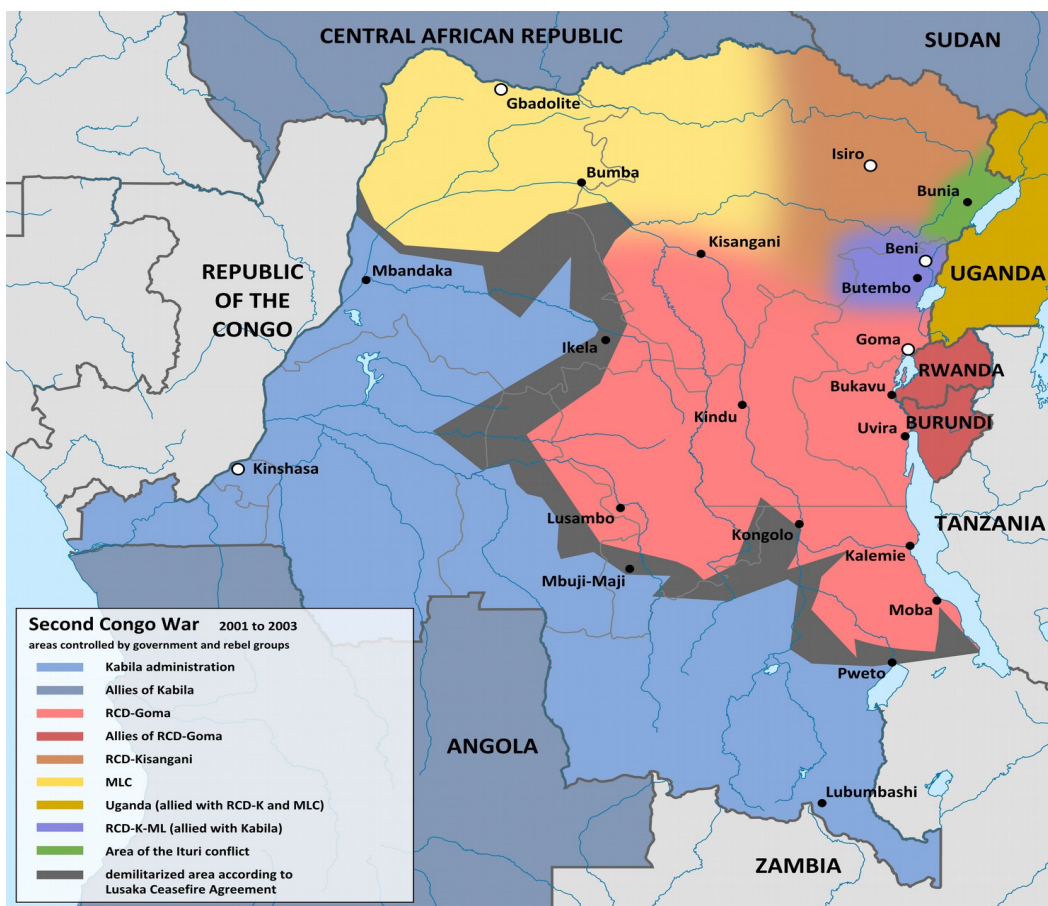 CENTRAL AFRICAN REPUBLIC
SUDAN
Gbadolite
Isiro
Bumba
Bunia
Kisangani
Beni
Mbandaka
REPUBLIC
OF THE
CONGO
UGANDA
Butembo
Ikela
Goma
RWANDA
Bukavu
Kindu
BURUNDI
Uvira
Kinshasa
Lusambo
TANZANIA
Kongolo
Kalemie
Mbuji-Maji
Moba
Pweto
ANGOLA
Lubumbashi
ZAMBIA
Second Congo War 2001 to 2003
areas controlled by government and rebel groups
Kabila administration
Allies of Kabila
RCD-Goma
Allies of RCD-Goma
RCD-Kisangani
MLC
Uganda (allied with RCD-K and MLC)
RCD-K-ML (allied with Kabila)
Area of the Ituri conflict
demilitarized area according to
Lusaka Ceasefire Agreement